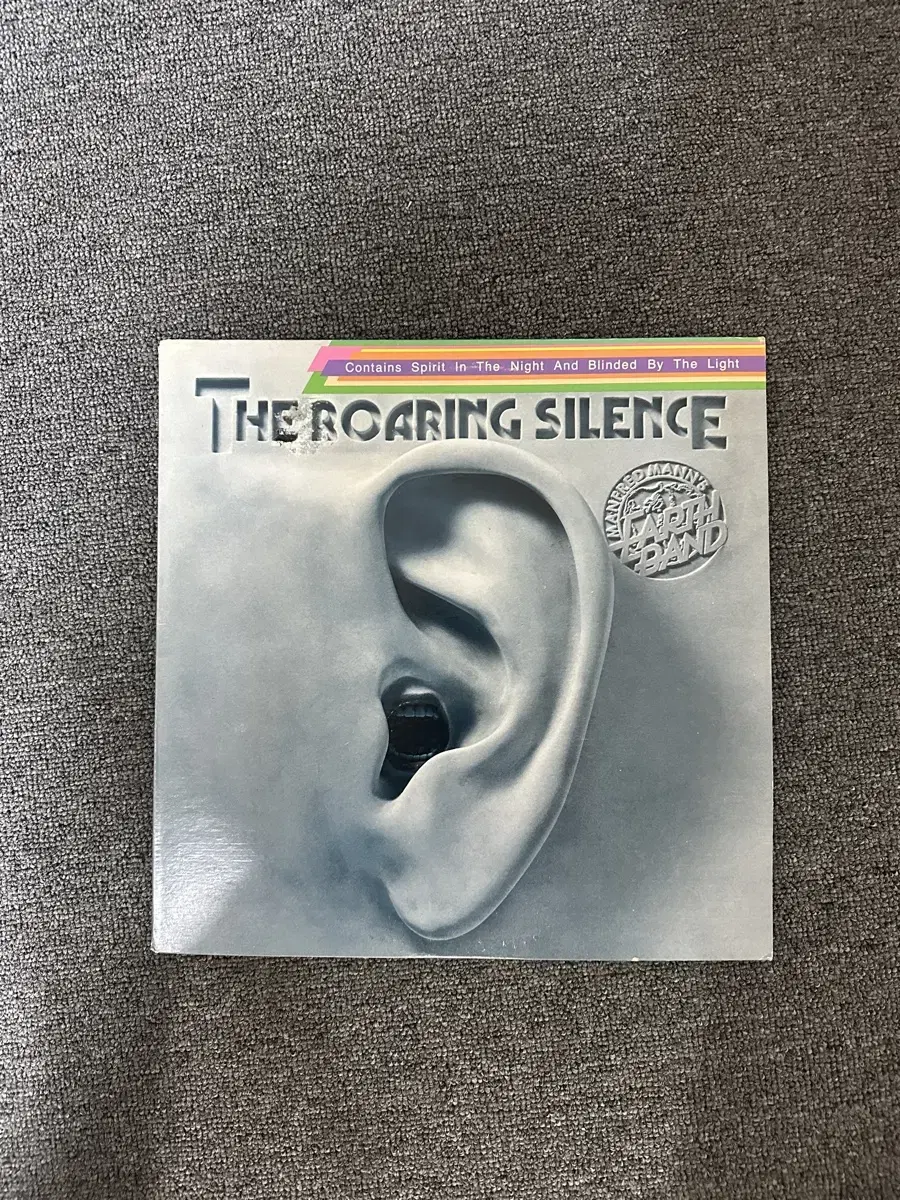 Contains Spirit In The Night And Blinded By The Light
THE ROARING SILENCE
MANFRED MANN'S
EARTH
BAND